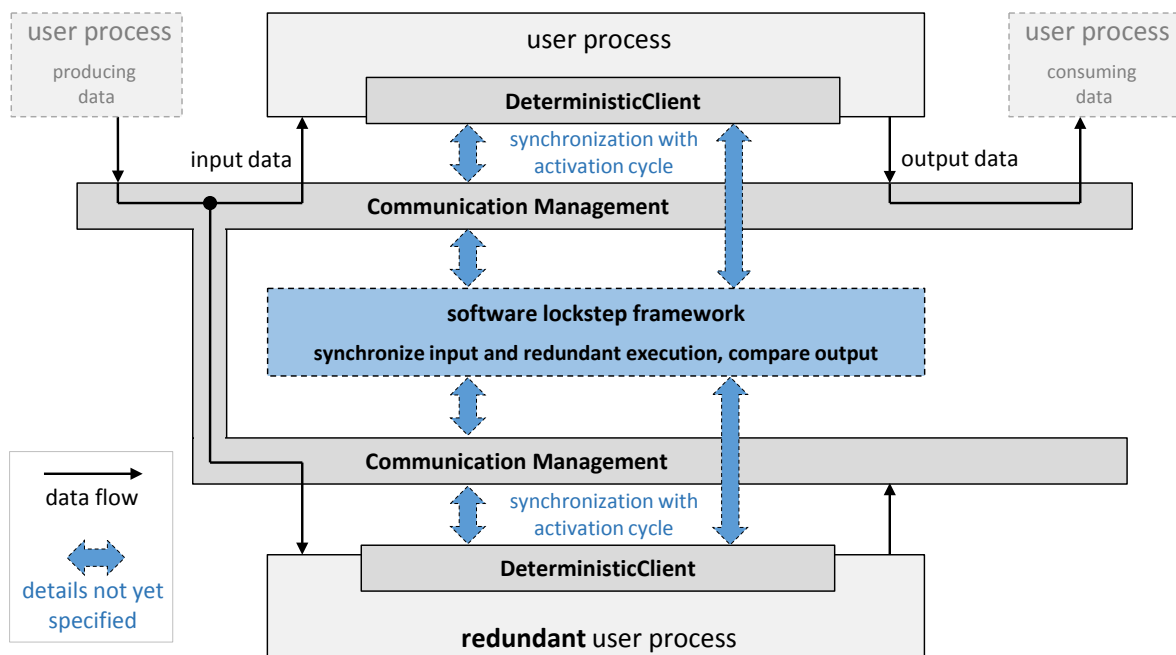 user process
producing
data
user process
DeterministicClient
user process
consuming
data
synchronization with
activation cycle
input data
output data
Communication Management
software lockstep framework
synchronize input and redundant execution, compare output
Communication Management
data flow
synchronization with
activation cycle
DeterministicClient
details not yet
specified
redundant user process